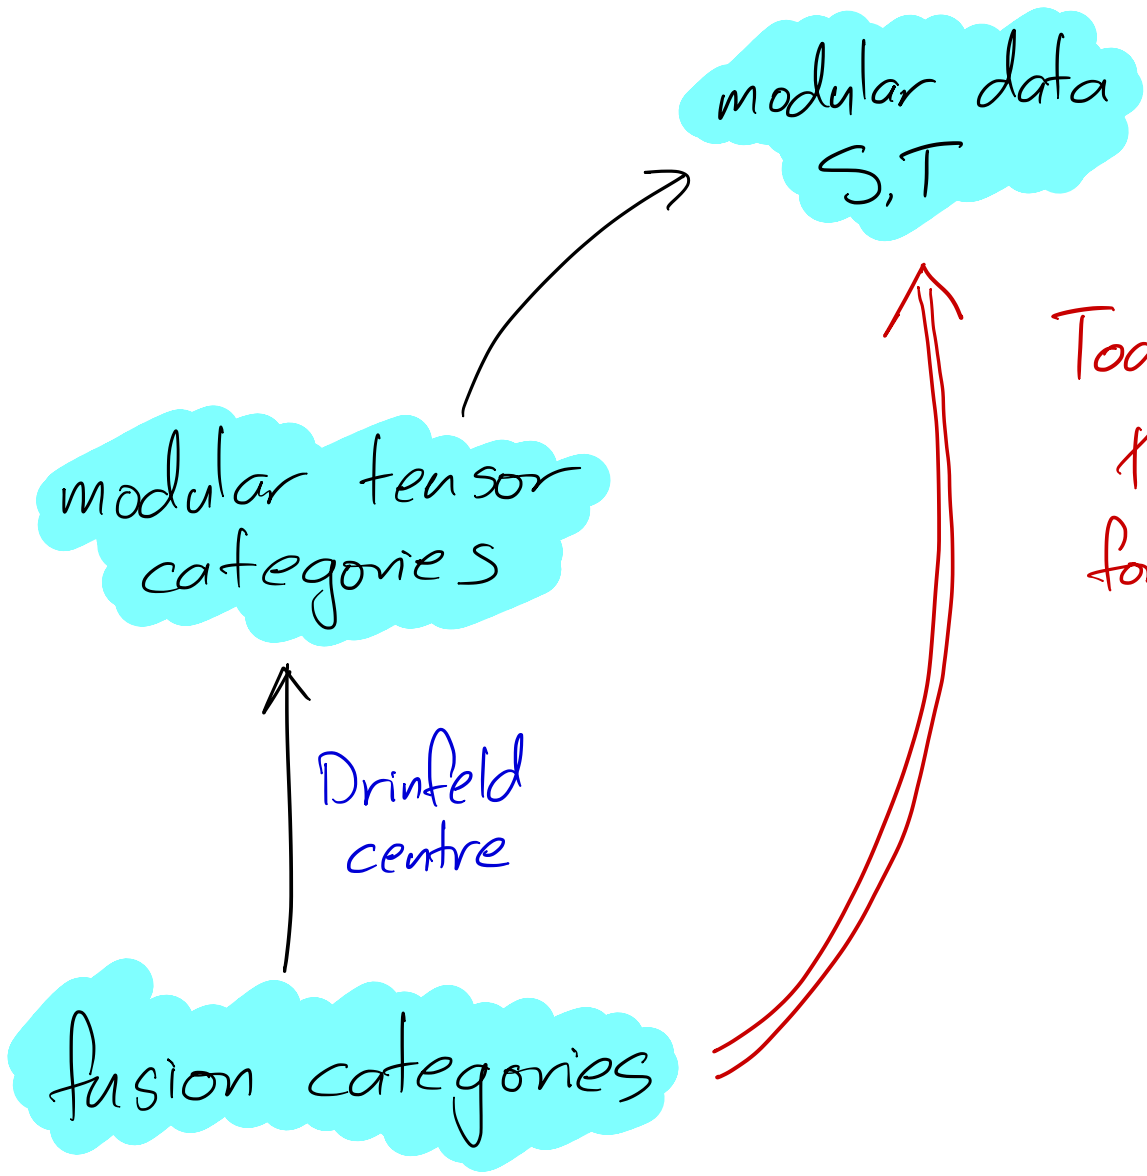 modular data
S,T
modular tensor
categories
Drinfeld
centre
fusion categories